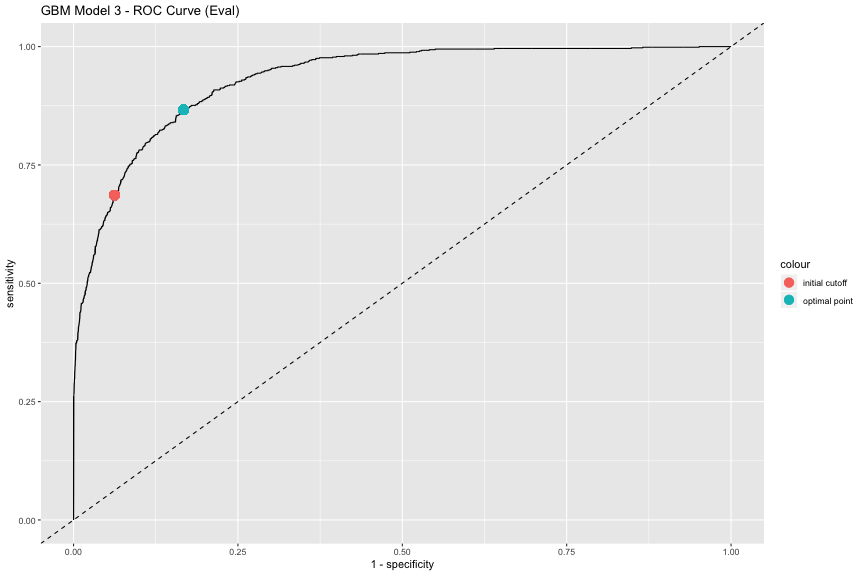 GBM Model 3 - ROC Curve (Eval)
1.00
0.75
0.50
0.25
0.00
sensitivity
0.00
0.25
0.50
0.75
1.00
1 - specificity
colour
initial cutoff
optimal point